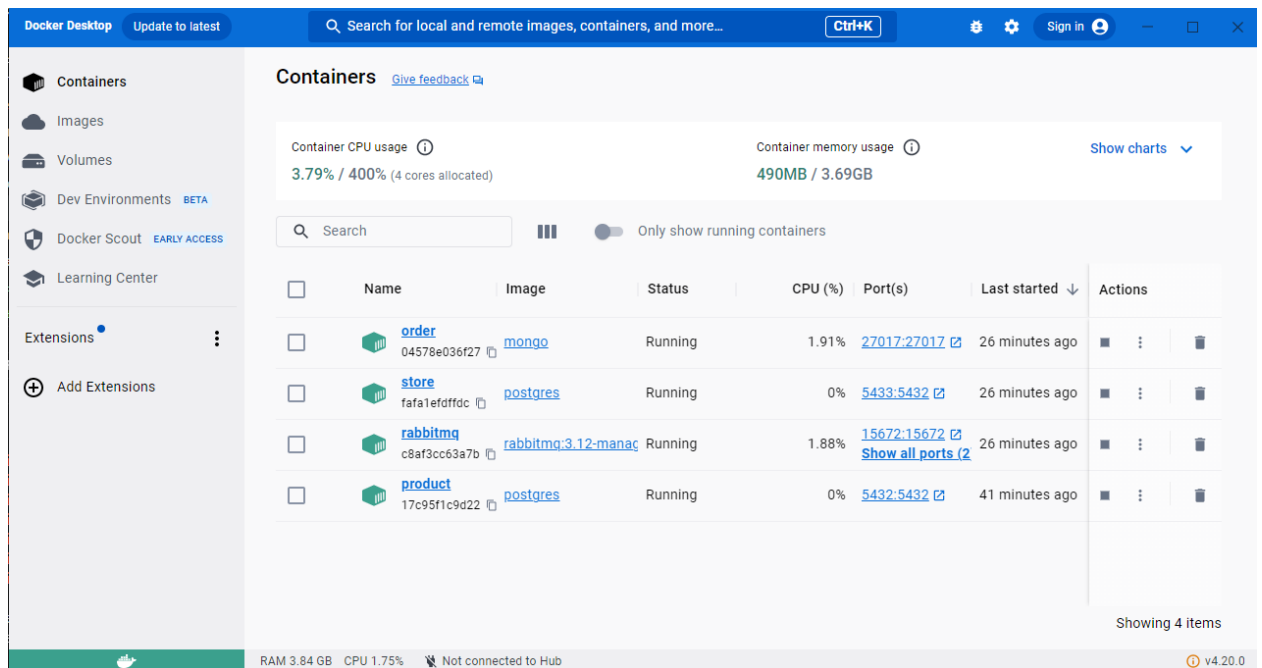 Docker Desktop Update to latest Search for local and remote images, containers, and more... Ctrl+K Sign in
Containers
Images
Volumes
Dev Environments BETA
Docker Scout EARLY ACCESS
Learning Center
Extensions
Add Extensions
Containers Give feedback
Container CPU usage
3.79% / 400% (4 cores allocated)
Container memory usage
490MB / 3.69GB
Show charts
Search
Only show running containers
Name Image Status CPU (%) Port(s) Last started Actions
order
04578e036f27 mongo Running 1.91% 27017:27017 26 minutes ago
store
fafa1efdffdc postgres Running 0% 5433:5432 26 minutes ago
rabbitmq
c8af3cc63a7b rabbitmq:3.12-manag Running 1.88% 15672:15672 26 minutes ago
Show all ports (2
product
17c95f1c9d22 postgres Running 0% 5432:5432 41 minutes ago
Showing 4 items
RAM 3.84 GB CPU 1.75% Not connected to Hub v4.20.0